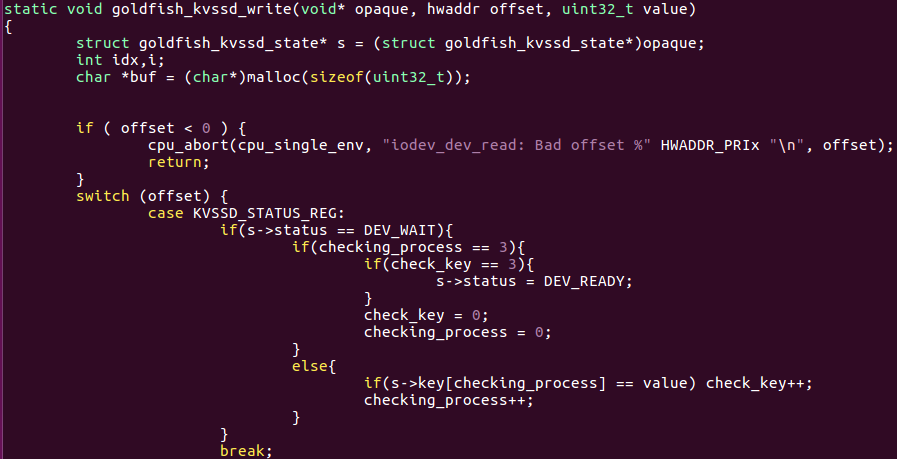 static void goldfish_kvssd_write(void* opaque, hwaddr offset, uint32_t value)
{
        struct goldfish_kvssd_state* s = (struct goldfish_kvssd_state*)opaque;
        int idx,i;
        char *buf = (char*)malloc(sizeof(uint32_t));


        if ( offset < 0 ) {
                cpu_abort(cpu_single_env, "iodev_dev_read: Bad offset %" HWADDR_PRIx "\n", offset);
                return;
        }
        switch (offset) {
                case KVSSD_STATUS_REG:
                        if(s->status == DEV_WAIT){
                                if(checking_process == 3){
                                        if(check_key == 3){
                                                s->status = DEV_READY;
                                        }
                                        check_key = 0;
                                        checking_process = 0;
                                }
                                else{
                                        if(s->key[checking_process] == value) check_key++;
                                        checking_process++;
                                }
                        }
                        break;